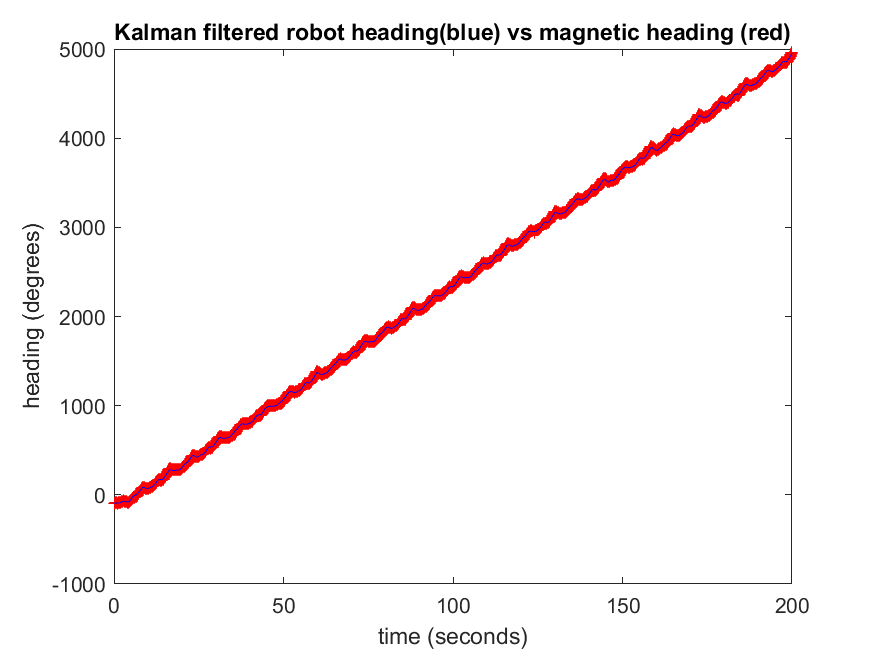 Kalman filtered robot heading(blue) vs magnetic heading (red)
5000
4000
3000
2000
1000
0
-1000
heading (degrees)
0 50 100 150 200
time (seconds)